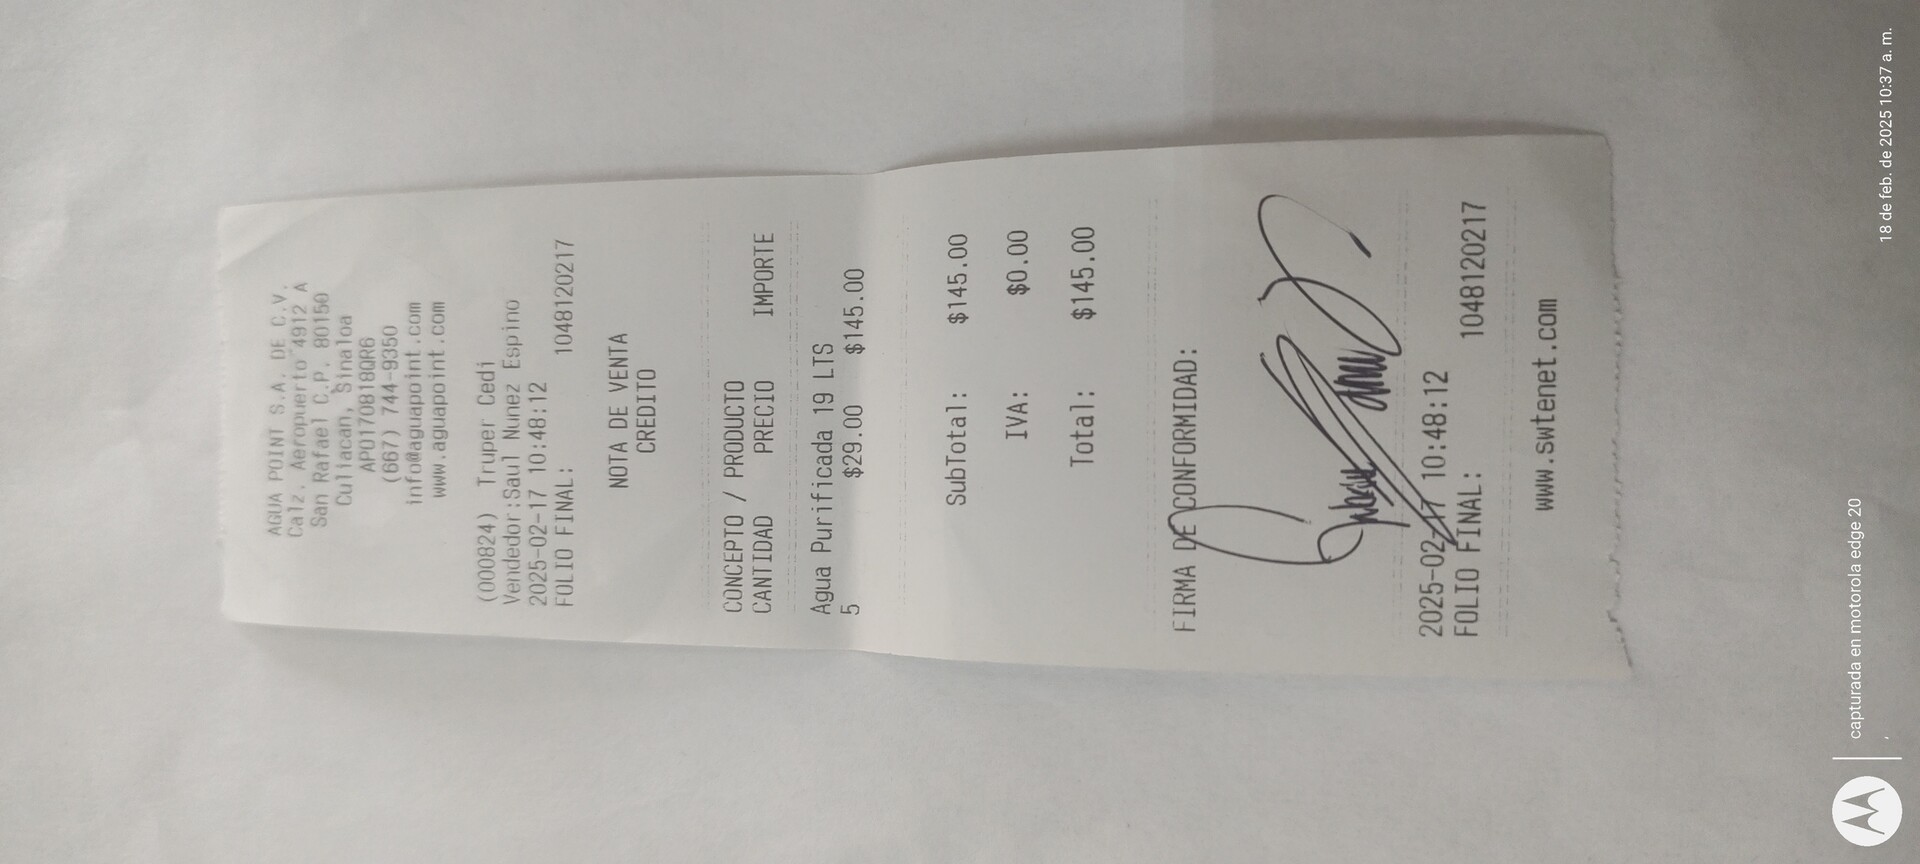 AGUA POINT S.A. DE C.V.
Calz. Aeropuerto 4912 A
San Rafael C.P. 80150
Culiacan, Sinaloa
APO170818QR6
(667) 744-9350
info@aguapoint.com
www.aguapoint.com
(000824) Truper Cedi
Vendedor:Saul Nunez Espino
2025-02-17 10:48:12
FOLIO FINAL: 1048120217
NOTA DE VENTA
CREDITO
CONCEPTO / PRODUCTO
CANTIDAD PRECIO IMPORTE
Agua Purificada 19 LTS
5 $29.00 $145.00
SubTotal: $145.00
IVA: $0.00
Total: $145.00
FIRMA DE CONFORMIDAD:
2025-02-17 10:48:12
FOLIO FINAL: 1048120217
www.swtenet.com
capturada en motorola edge 20
,
18 de feb. de 2025 10:37 a. m.